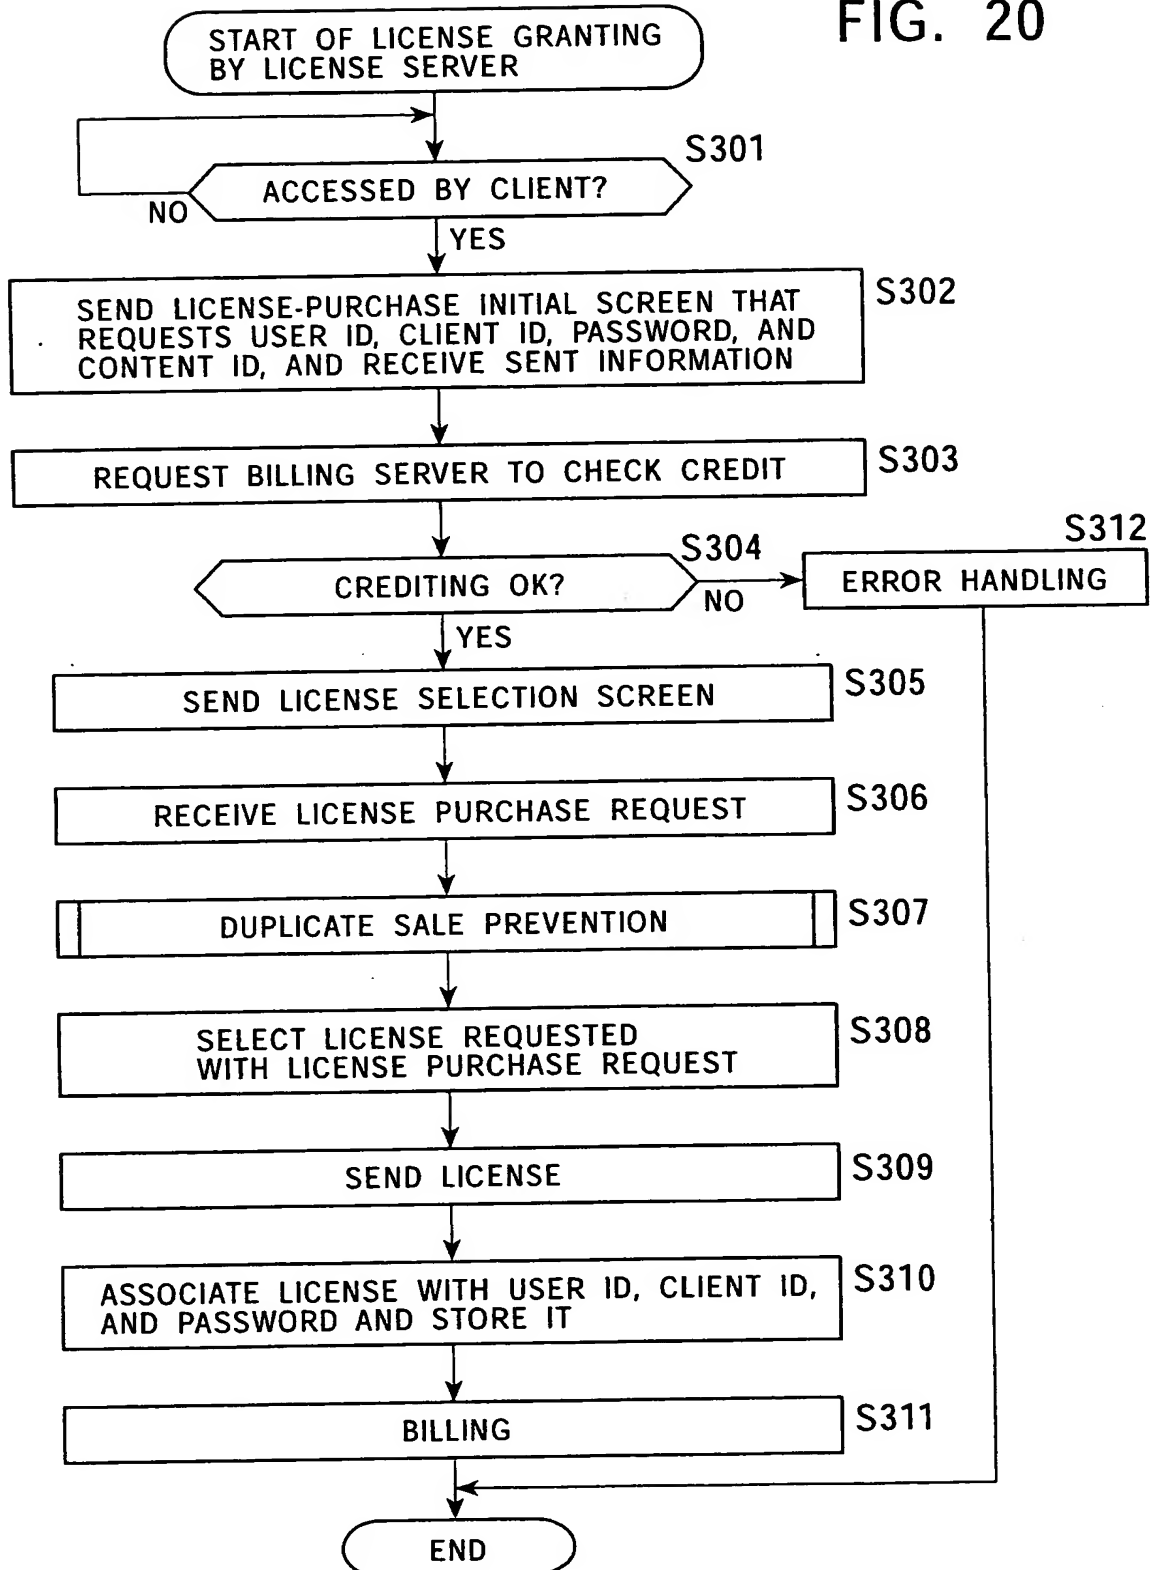 FIG. 20
START OF LICENSE GRANTING
BY LICENSE SERVER
S301
ACCESSED BY CLIENT?
NO
YES
S302
SEND LICENSE-PURCHASE INITIAL SCREEN THAT
REQUESTS USER ID, CLIENT ID, PASSWORD, AND
CONTENT ID, AND RECEIVE SENT INFORMATION
S303
REQUEST BILLING SERVER TO CHECK CREDIT
S304
CREDITING OK?
NO
S312
ERROR HANDLING
YES
S305
SEND LICENSE SELECTION SCREEN
S306
RECEIVE LICENSE PURCHASE REQUEST
S307
DUPLICATE SALE PREVENTION
S308
SELECT LICENSE REQUESTED
WITH LICENSE PURCHASE REQUEST
S309
SEND LICENSE
S310
ASSOCIATE LICENSE WITH USER ID, CLIENT ID,
AND PASSWORD AND STORE IT
S311
BILLING
END